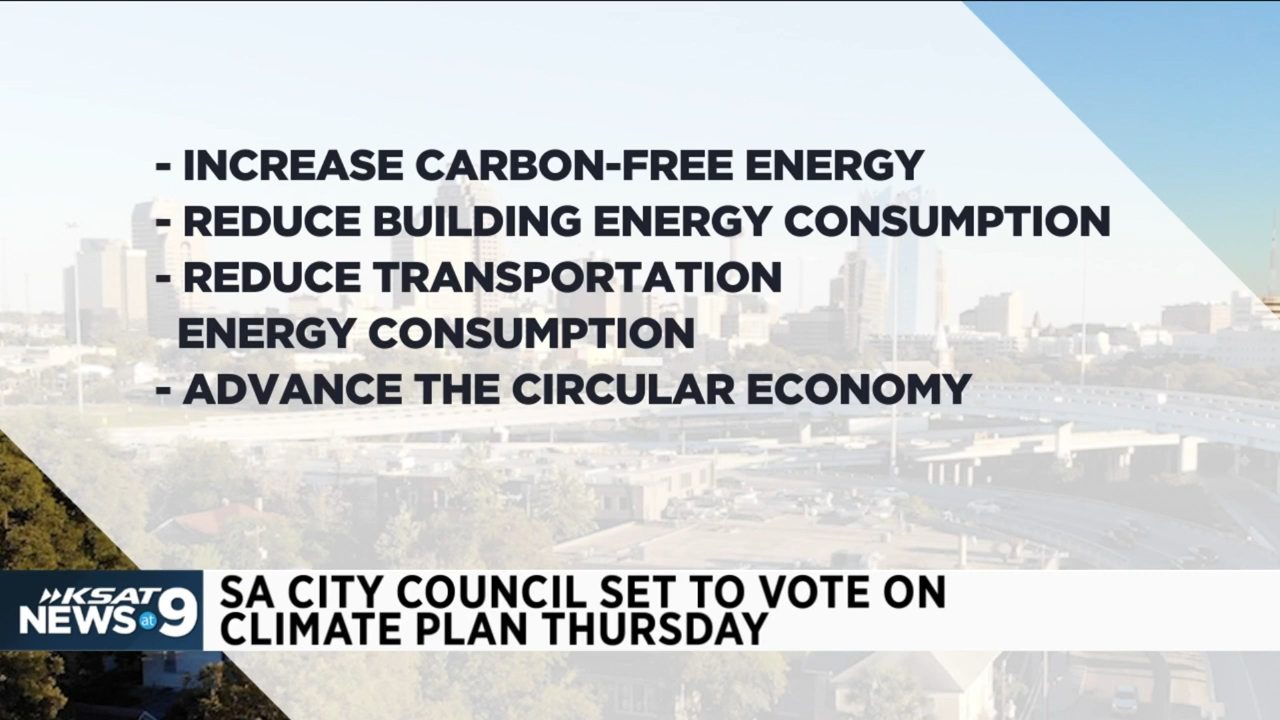 - INCREASE CARBON-FREE ENERGY
- REDUCE BUILDING ENERGY CONSUMPTION
- REDUCE TRANSPORTATION
ENERGY CONSUMPTION
- ADVANCE THE CIRCULAR ECONOMY
KSAT
NEWS at 9
SA CITY COUNCIL SET TO VOTE ON
CLIMATE PLAN THURSDAY